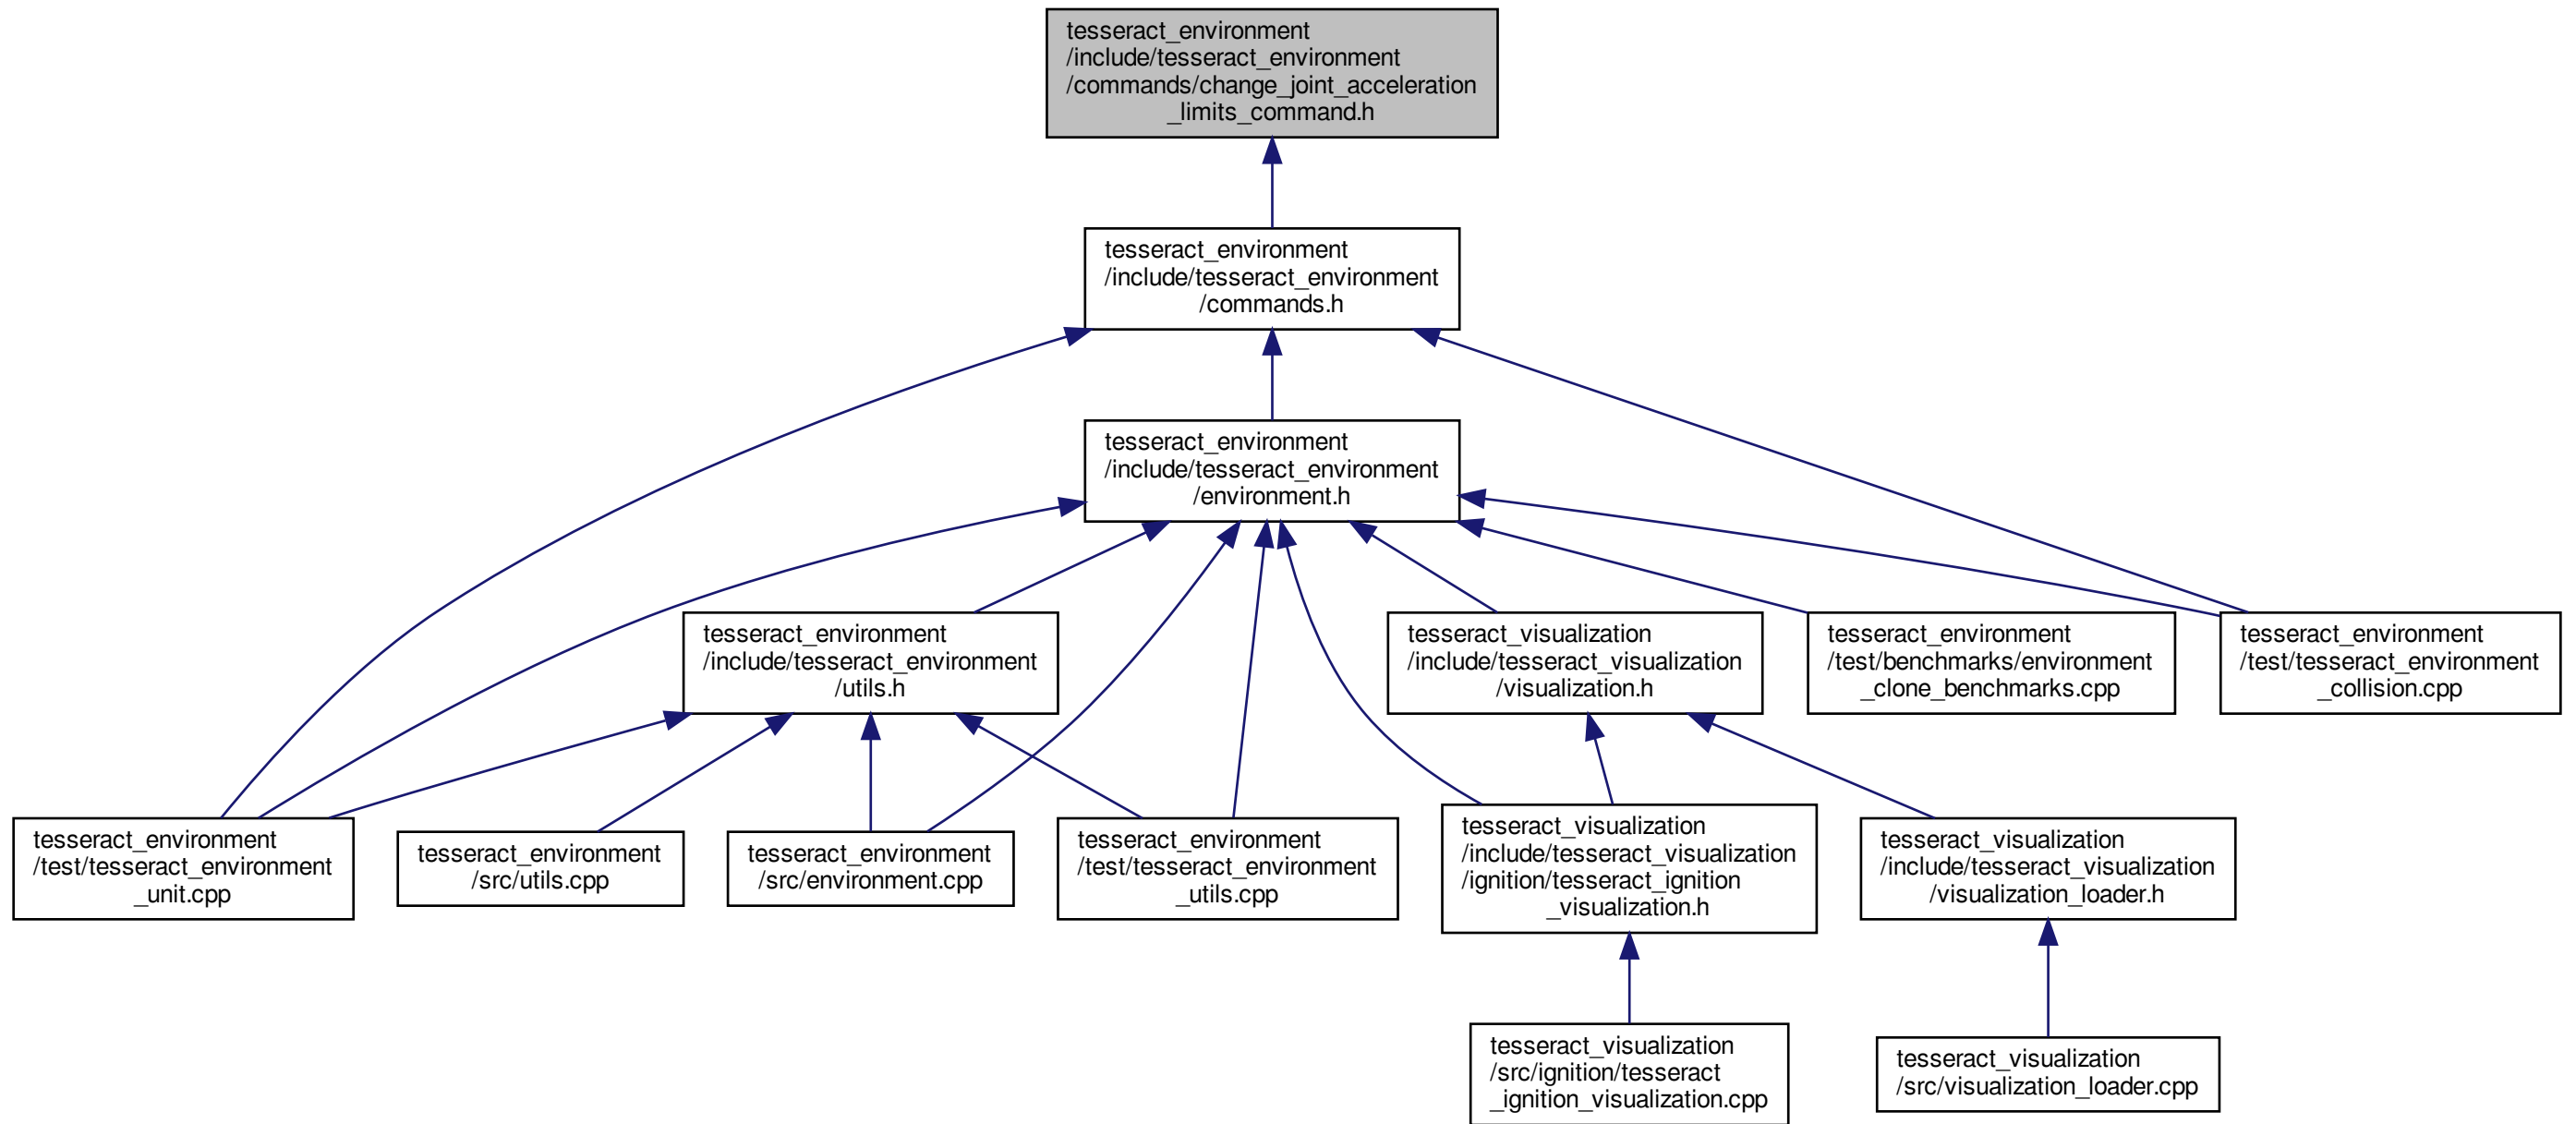 tesseract_environment
/include/tesseract_environment
/commands/change_joint_acceleration
_limits_command.h
tesseract_environment
/include/tesseract_environment
/commands.h
tesseract_environment
/include/tesseract_environment
/environment.h
tesseract_environment
/include/tesseract_environment
/utils.h
tesseract_visualization
/include/tesseract_visualization
/visualization.h
tesseract_environment
/test/benchmarks/environment
_clone_benchmarks.cpp
tesseract_environment
/test/tesseract_environment
_collision.cpp
tesseract_environment
/test/tesseract_environment
_unit.cpp
tesseract_environment
/src/utils.cpp
tesseract_environment
/src/environment.cpp
tesseract_environment
/test/tesseract_environment
_utils.cpp
tesseract_visualization
/include/tesseract_visualization
/ignition/tesseract_ignition
_visualization.h
tesseract_visualization
/include/tesseract_visualization
/visualization_loader.h
tesseract_visualization
/src/ignition/tesseract
_ignition_visualization.cpp
tesseract_visualization
/src/visualization_loader.cpp